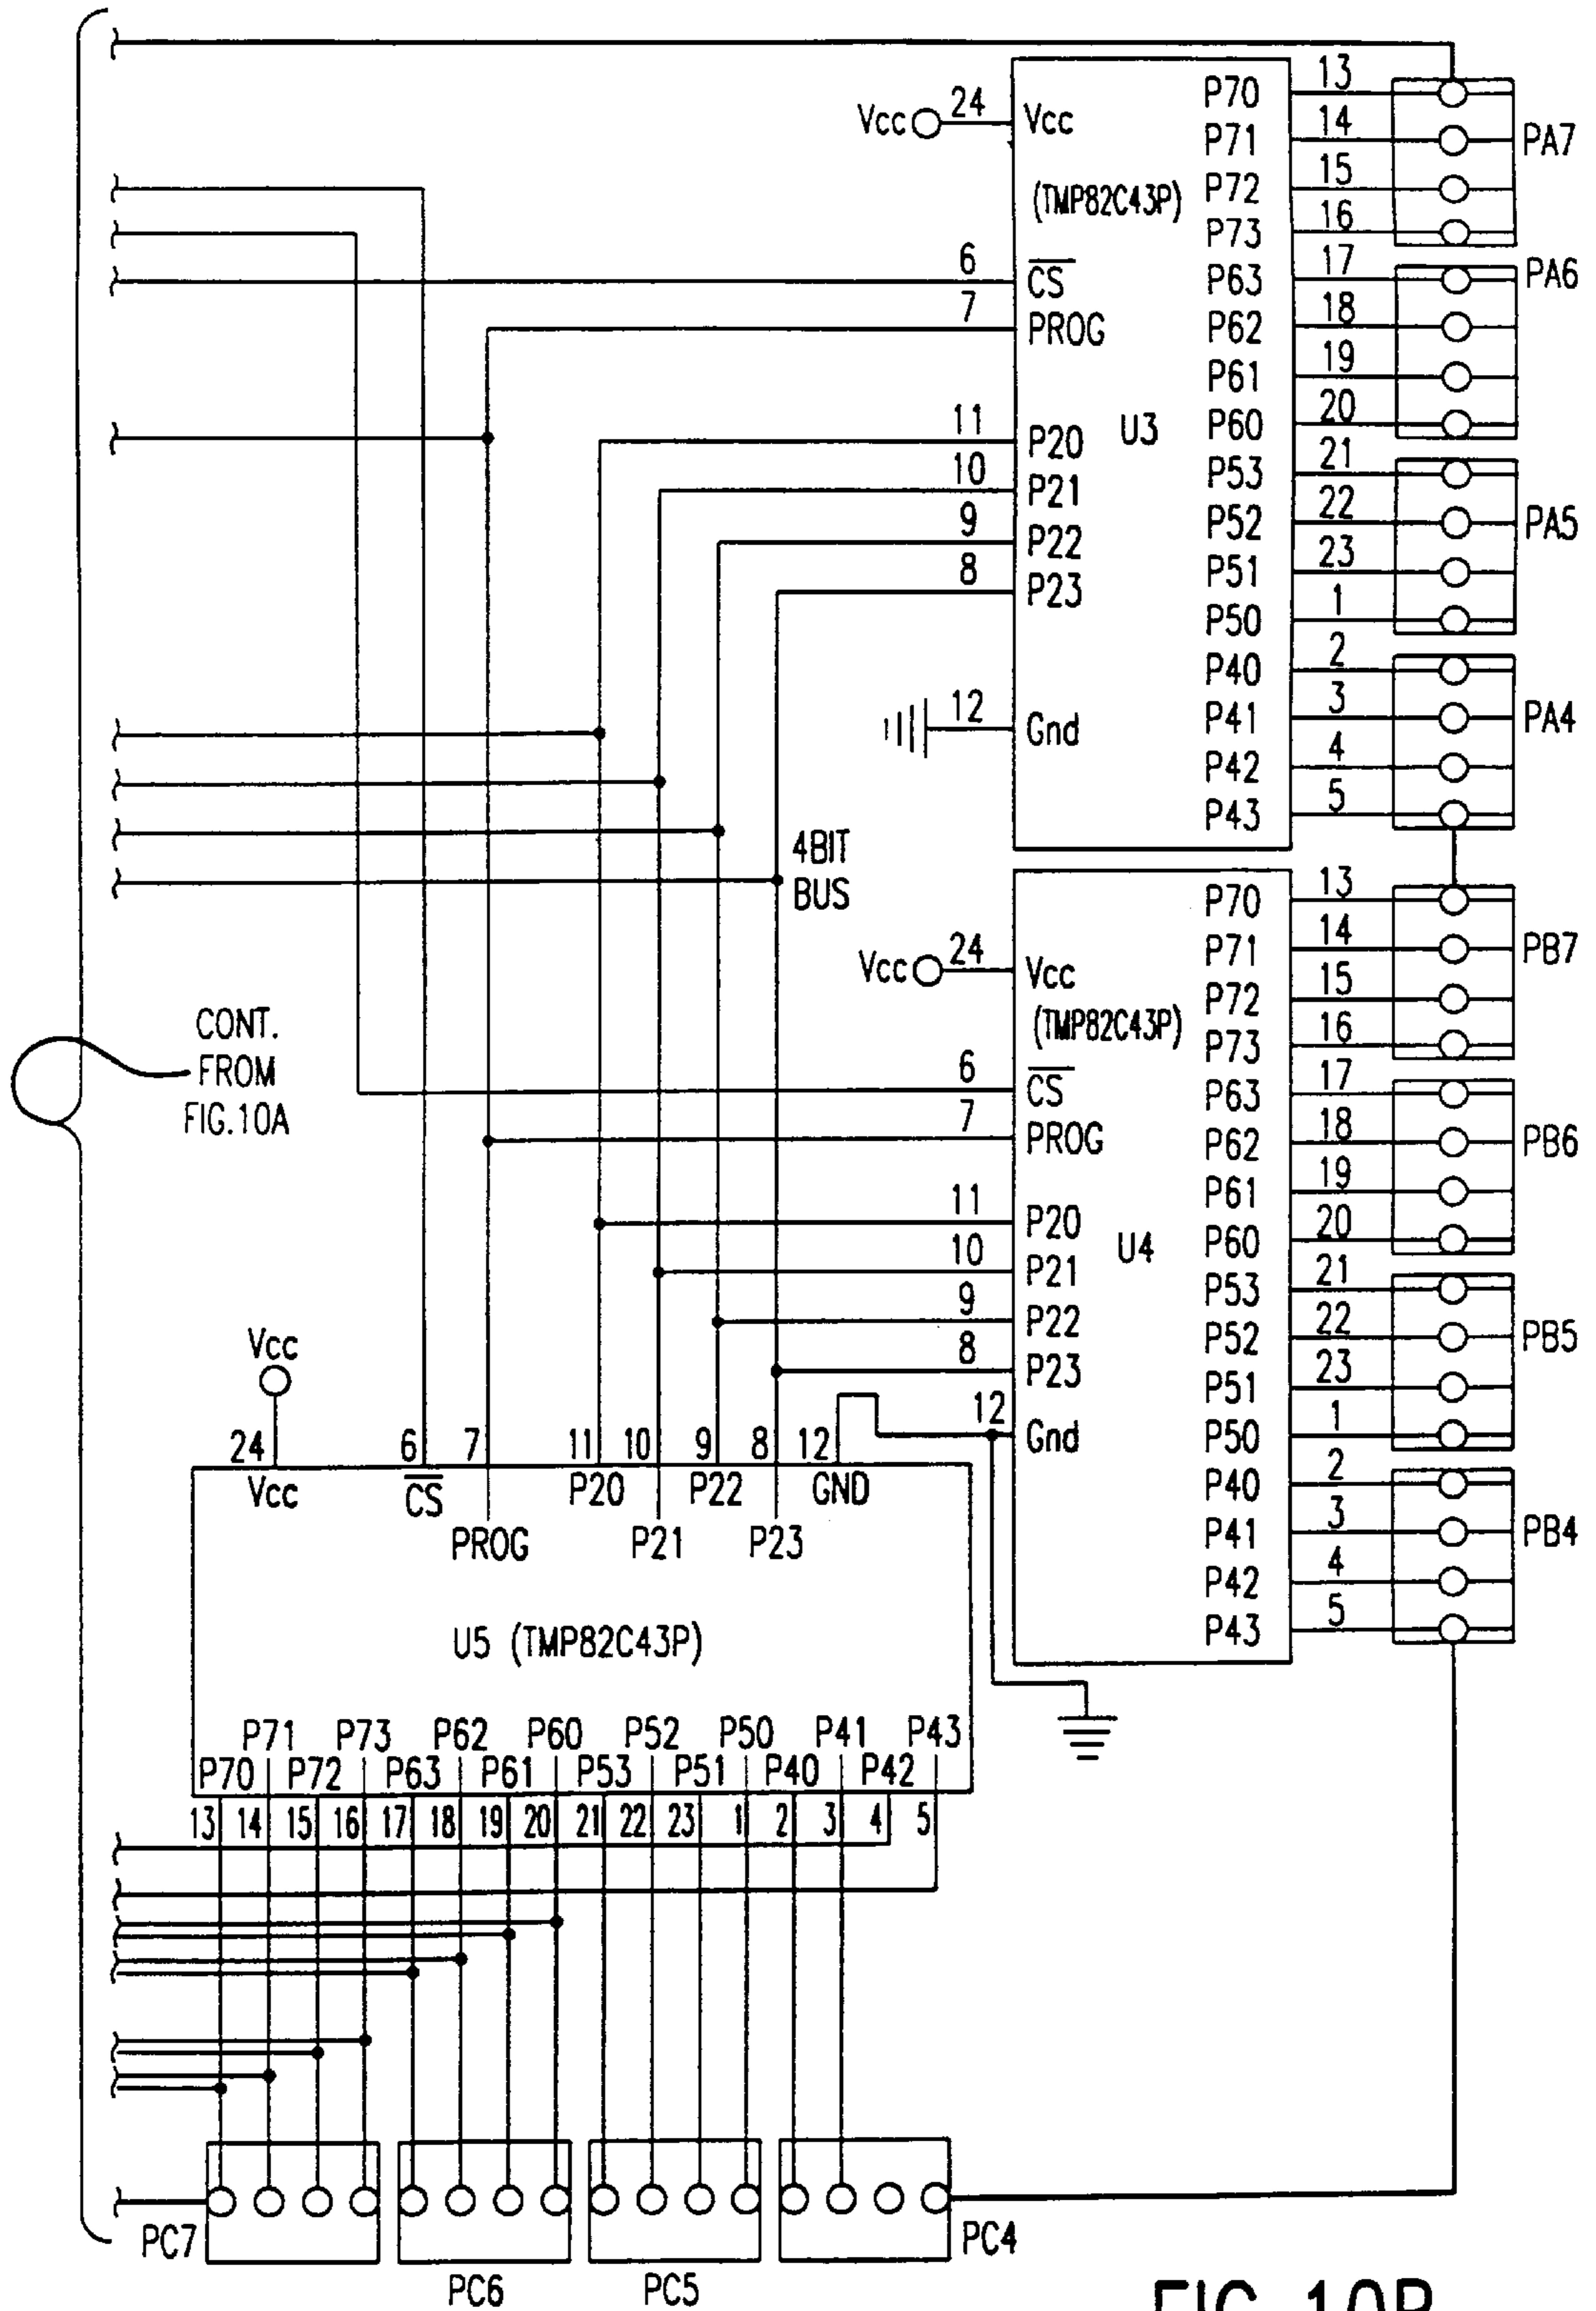 Vcc 24 Vcc
(TMP82C43P)
6 CS
7 PROG
11 P20
10 P21
9 P22
8 P23
12 Gnd
U3
P70 13
P71 14
P72 15
P73 16
P63 17
P62 18
P61 19
P60 20
P53 21
P52 22
P51 23
P50 1
P40 2
P41 3
P42 4
P43 5
PA7
PA6
PA5
PA4
4BIT
BUS
CONT.
FROM
FIG.10A
Vcc 24 Vcc
(TMP82C43P)
6 CS
7 PROG
11 P20
10 P21
9 P22
8 P23
12 Gnd
U4
P70 13
P71 14
P72 15
P73 16
P63 17
P62 18
P61 19
P60 20
P53 21
P52 22
P51 23
P50 1
P40 2
P41 3
P42 4
P43 5
PB7
PB6
PB5
PB4
Vcc
24 6 7 11 10 9 8 12
Vcc CS P20 P22 GND
PROG P21 P23
U5 (TMP82C43P)
P71 P73 P62 P60 P52 P50 P41 P43
P70 P72 P63 P61 P53 P51 P40 P42
13 14 15 16 17 18 19 20 21 22 23 1 2 3 4 5
PC7 PC4
PC6 PC5
FIG. 10B